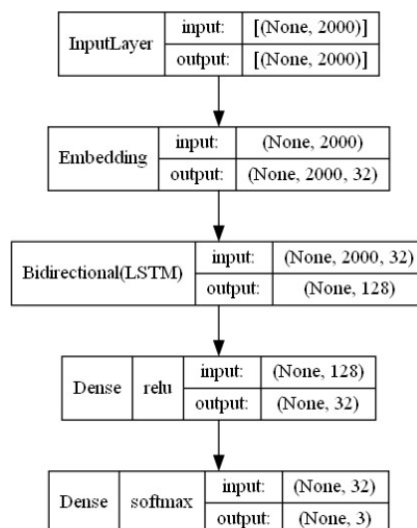 InputLayer
input: [(None, 2000)]
output: [(None, 2000)]
Embedding
input: (None, 2000)
output: (None, 2000, 32)
Bidirectional(LSTM)
input: (None, 2000, 32)
output: (None, 128)
Dense relu
input: (None, 128)
output: (None, 32)
Dense softmax
input: (None, 32)
output: (None, 3)